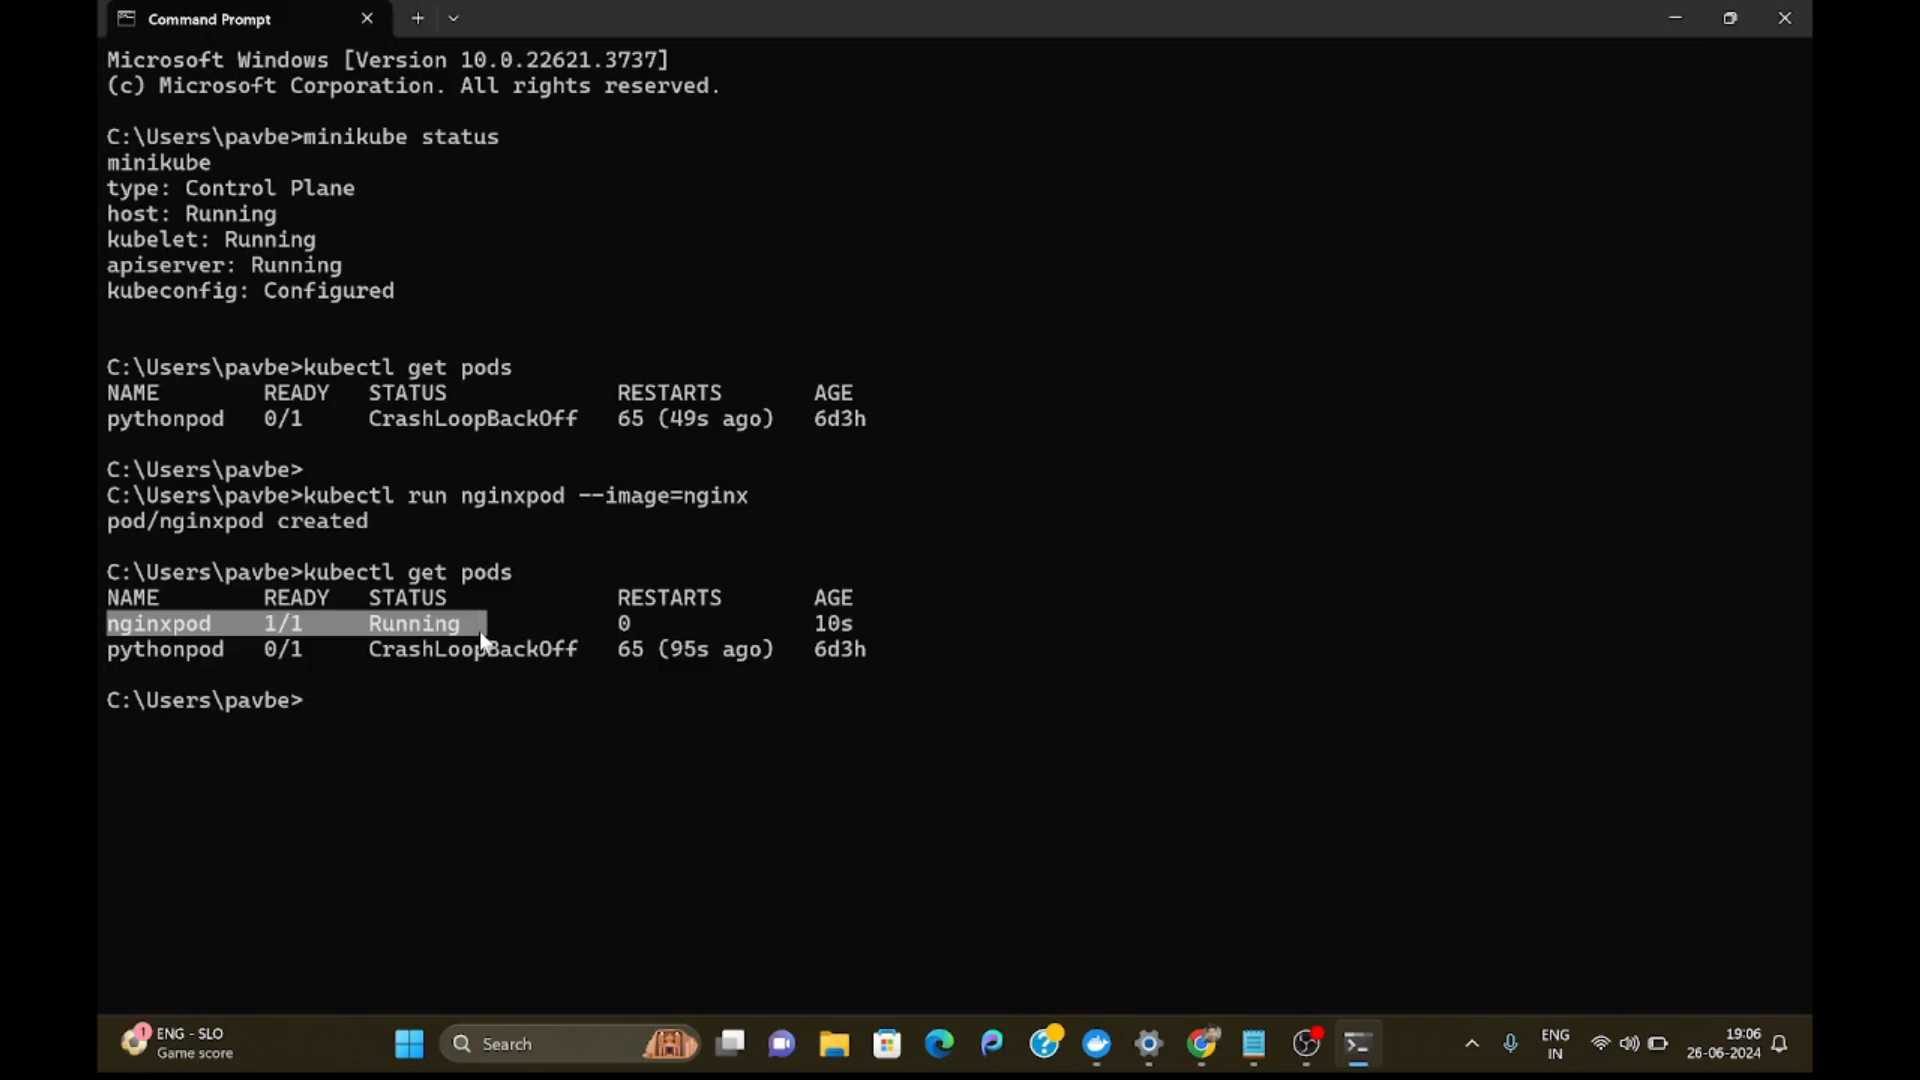 Command Prompt
Microsoft Windows [Version 10.0.22621.3737]
(c) Microsoft Corporation. All rights reserved.
C:\Users\pavbe>minikube status
minikube
type: Control Plane
host: Running
kubelet: Running
apiserver: Running
kubeconfig: Configured
C:\Users\pavbe>kubectl get pods
NAME READY STATUS RESTARTS AGE
pythonpod 0/1 CrashLoopBackOff 65 (49s ago) 6d3h
C:\Users\pavbe>
C:\Users\pavbe>kubectl run nginxpod --image=nginx
pod/nginxpod created
C:\Users\pavbe>kubectl get pods
NAME READY STATUS RESTARTS AGE
nginxpod 1/1 Running 0 10s
pythonpod 0/1 CrashLoopBackOff 65 (95s ago) 6d3h
C:\Users\pavbe>
1
ENG - SLO
Game score
Search
ENG
IN
19:06
26-06-2024